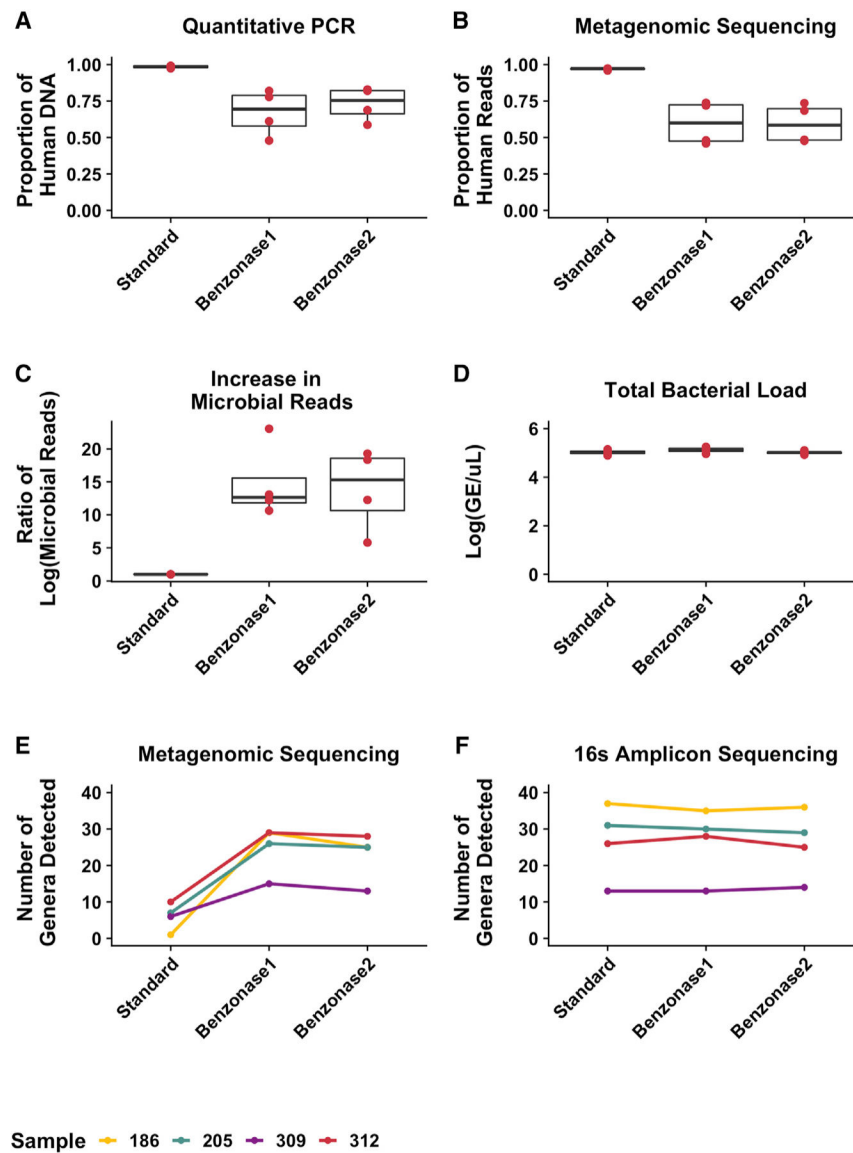 A
Quantitative PCR
Proportion of
Human DNA
1.00
0.75
0.50
0.25
0.00
Standard
Benzonase1
Benzonase2
B
Metagenomic Sequencing
Proportion of
Human Reads
1.00
0.75
0.50
0.25
0.00
Standard
Benzonase1
Benzonase2
C
Increase in
Microbial Reads
Ratio of
Log(Microbial Reads)
20
15
10
5
0
Standard
Benzonase1
Benzonase2
D
Total Bacterial Load
Log(GE/uL)
6
4
2
0
Standard
Benzonase1
Benzonase2
E
Metagenomic Sequencing
Number of
Genera Detected
40
30
20
10
0
Standard
Benzonase1
Benzonase2
F
16s Amplicon Sequencing
Number of
Genera Detected
40
30
20
10
0
Standard
Benzonase1
Benzonase2
Sample 186 205 309 312